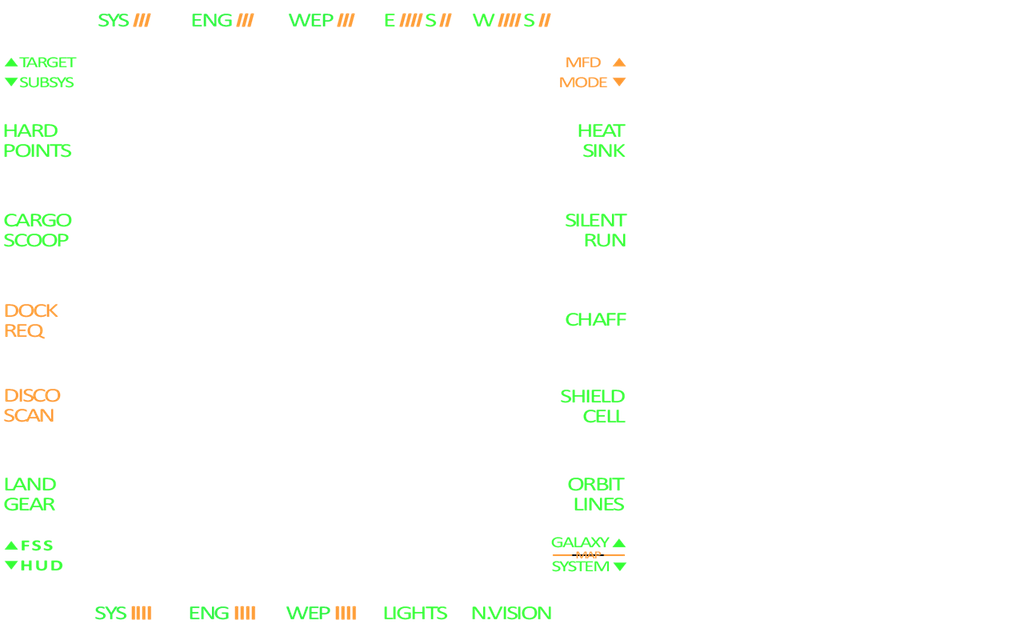 SYS /// ENG /// WEP /// E //// S // W //// S //
▲ TARGET
▼ SUBSYS
MFD ▲
MODE ▼
HARD
POINTS
HEAT
SINK
CARGO
SCOOP
SILENT
RUN
DOCK
REQ
CHAFF
DISCO
SCAN
SHIELD
CELL
LAND
GEAR
ORBIT
LINES
▲ FSS
▼ HUD
GALAXY ▲
MAP
SYSTEM ▼
SYS IIII ENG IIII WEP IIII LIGHTS N.VISION